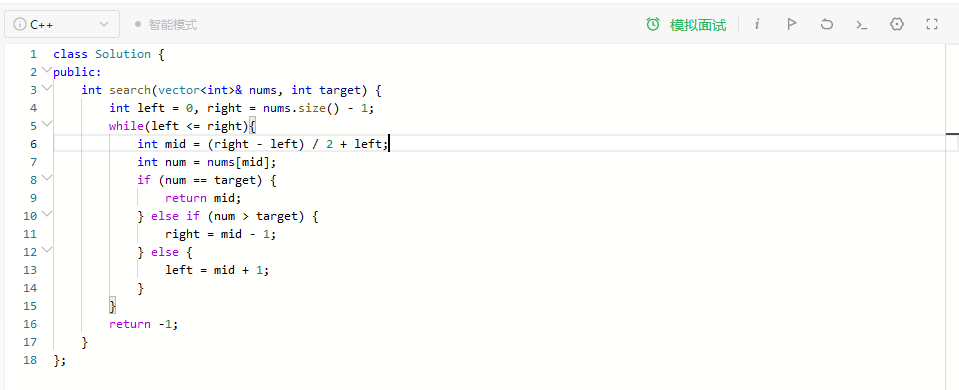 C++ 智能模式 模拟面试
1 class Solution {
2 public:
3     int search(vector<int>& nums, int target) {
4         int left = 0, right = nums.size() - 1;
5         while(left <= right){
6             int mid = (right - left) / 2 + left;
7             int num = nums[mid];
8             if (num == target) {
9                 return mid;
10             } else if (num > target) {
11                 right = mid - 1;
12             } else {
13                 left = mid + 1;
14             }
15         }
16         return -1;
17     }
18 };